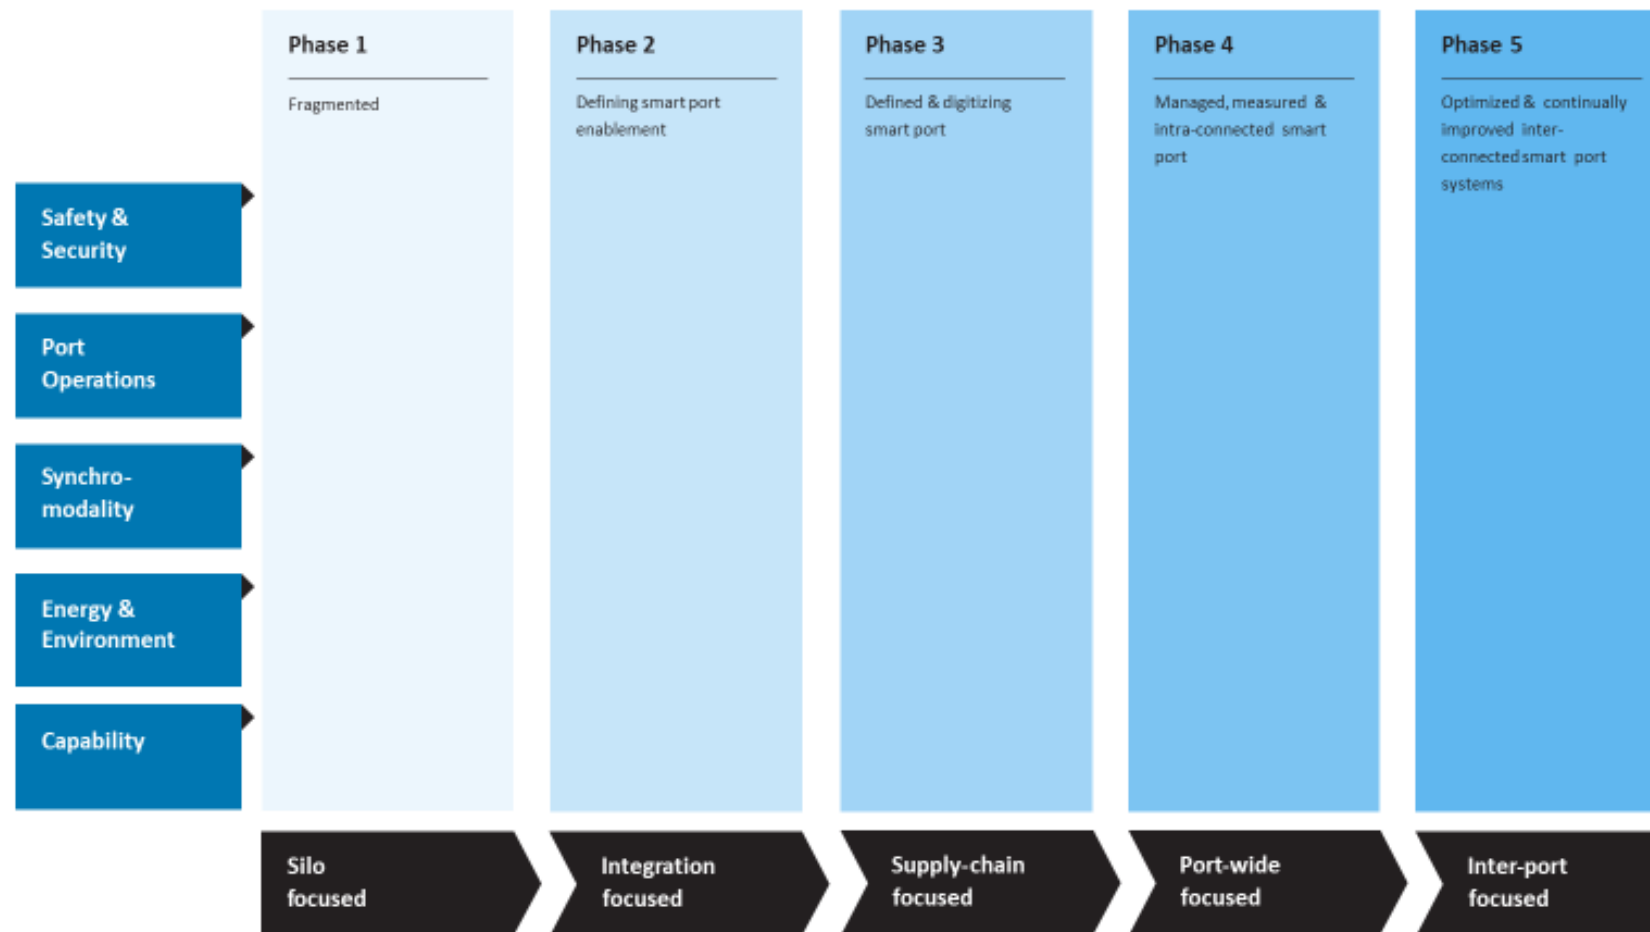 Phase 1
Fragmented
Phase 2
Defining smart port
enablement
Phase 3
Defined & digitizing
smart port
Phase 4
Managed, measured &
intra-connected smart
port
Phase 5
Optimized & continually
improved inter-
connected smart port
systems
Safety &
Security
Port
Operations
Synchro-
modality
Energy &
Environment
Capability
Silo
focused
Integration
focused
Supply-chain
focused
Port-wide
focused
Inter-port
focused